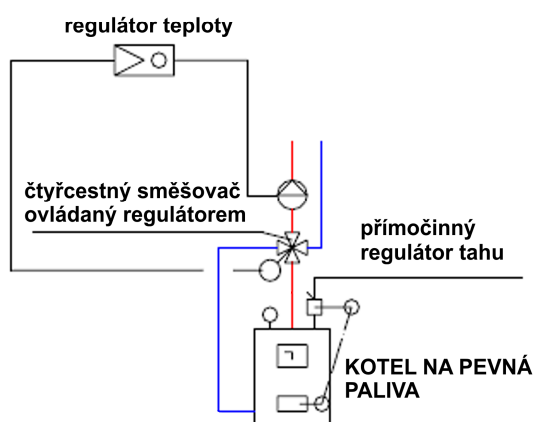 regulátor teploty
čtyřcestný směšovač
ovládaný regulátorem
přímočinný
regulátor tahu
KOTEL NA PEVNÁ
PALIVA